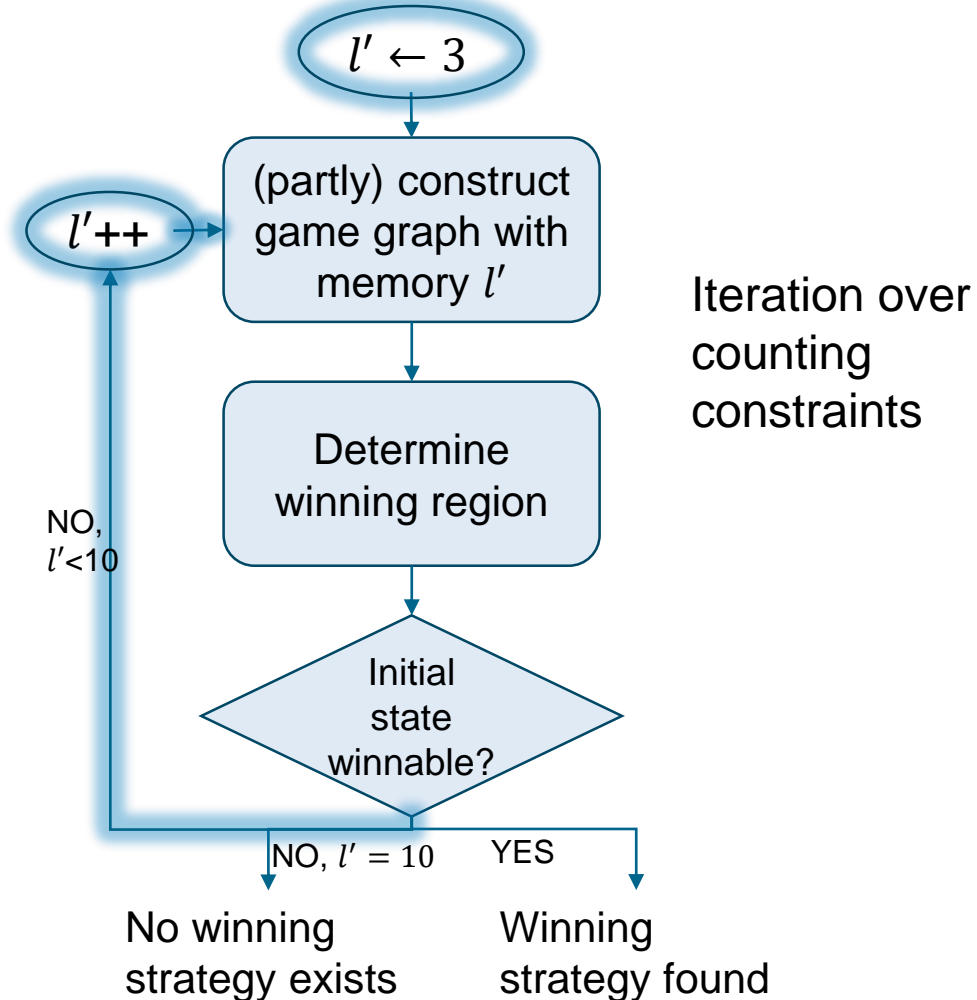 l′ ← 3
(partly) construct
game graph with
memory l′
l′++
Iteration over
counting
constraints
Determine
winning region
NO,
l′<10
Initial
state
winnable?
NO, l′ = 10
YES
No winning
strategy exists
Winning
strategy found